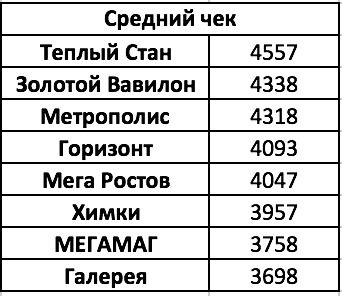 Средний чек
Теплый Стан 4557
Золотой Вавилон 4338
Метрополис 4318
Горизонт 4093
Мега Ростов 4047
Химки 3957
МЕГАМАГ 3758
Галерея 3698